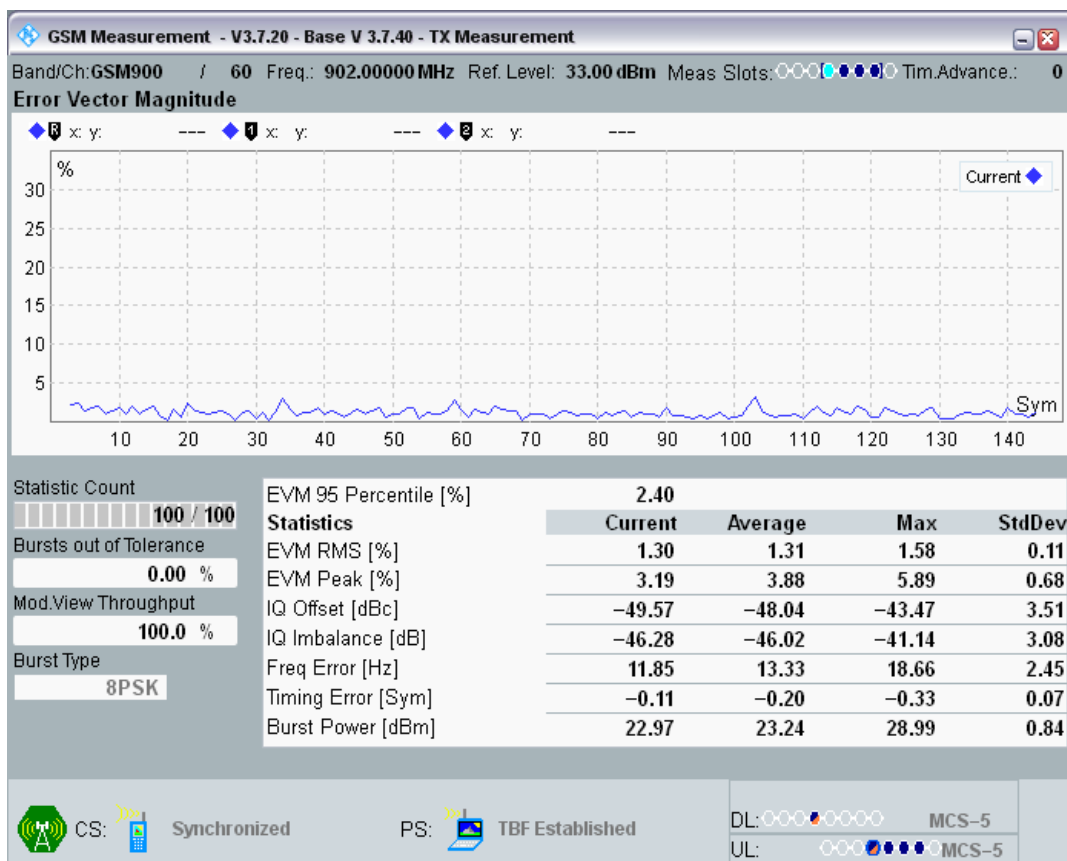 GSM Measurement - V3.7.20 - Base V 3.7.40 - TX Measurement
Band/Ch:GSM900 / 60 Freq.: 902.00000 MHz Ref. Level: 33.00 dBm Meas Slots: Tim.Advance.: 0
Error Vector Magnitude
R x: y: --- 1 x: y: --- 2 x: y: ---
%
Current
30
25
20
15
10
5
Sym
10 20 30 40 50 60 70 80 90 100 110 120 130 140
Statistic Count
100 / 100
Bursts out of Tolerance
0.00 %
Mod.View Throughput
100.0 %
Burst Type
8PSK
EVM 95 Percentile [%] 2.40
Statistics Current Average Max StdDev
EVM RMS [%] 1.30 1.31 1.58 0.11
EVM Peak [%] 3.19 3.88 5.89 0.68
IQ Offset [dBc] −49.57 −48.04 −43.47 3.51
IQ Imbalance [dB] −46.28 −46.02 −41.14 3.08
Freq Error [Hz] 11.85 13.33 18.66 2.45
Timing Error [Sym] −0.11 −0.20 −0.33 0.07
Burst Power [dBm] 22.97 23.24 28.99 0.84
CS: Synchronized PS: TBF Established
DL: MCS−5
UL: MCS−5